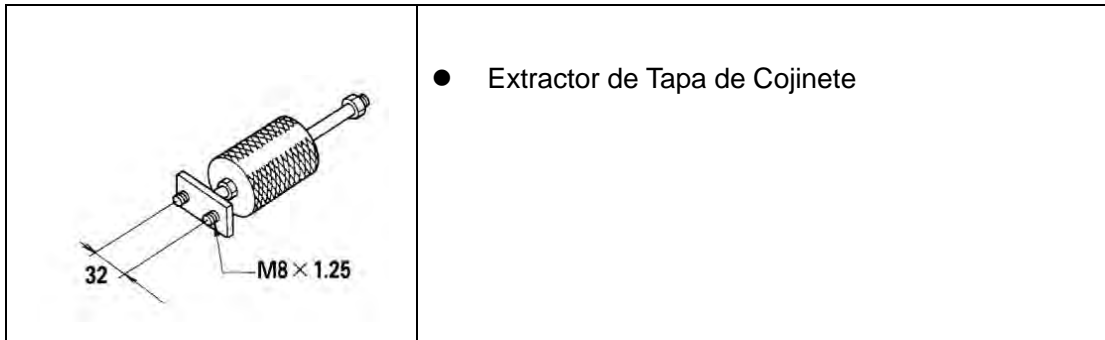 ● Extractor de Tapa de Cojinete
32
M8 × 1.25